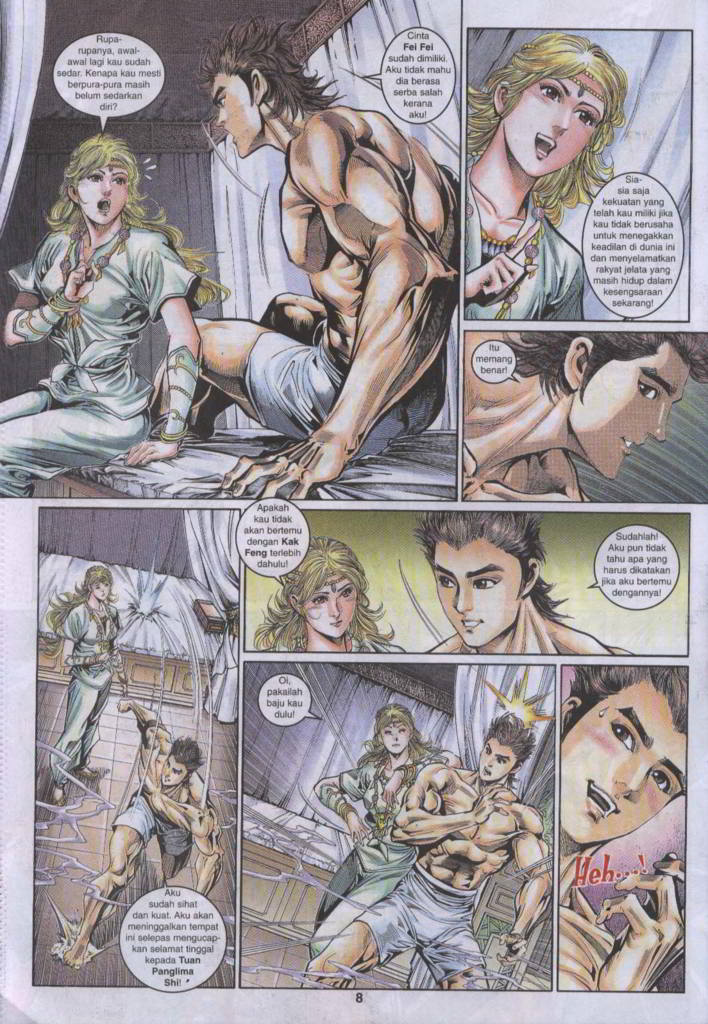 Rupa-
rupanya, awal-
awal lagi kau sudah
sedar. Kenapa kau mesti
berpura-pura masih
belum sedarkan
diri?
Cinta
Fei Fei
sudah dimiliki.
Aku tidak mahu
dia berasa
serba salah
kerana
aku!
Sia-
sia saja
kekuatan yang
telah kau miliki jika
kau tidak berusaha
untuk menegakkan
keadilan di dunia ini
dan menyelamatkan
rakyat jelata yang
masih hidup dalam
kesengsaraan
sekarang!
Itu
memang
benar!
Aku
sudah sihat
dan kuat. Aku akan
meninggalkan tempat
ini selepas mengucap-
kan selamat tinggal
kepada Tuan
Panglima
Shi!
Apakah
kau tidak
akan bertemu
dengan Kak
Feng terlebih
dahulu!
Sudahlah!
Aku pun tidak
tahu apa yang
harus dikatakan
jika aku bertemu
dengannya!
Oi,
pakailah
baju kau
dulu!
Heh...!
8